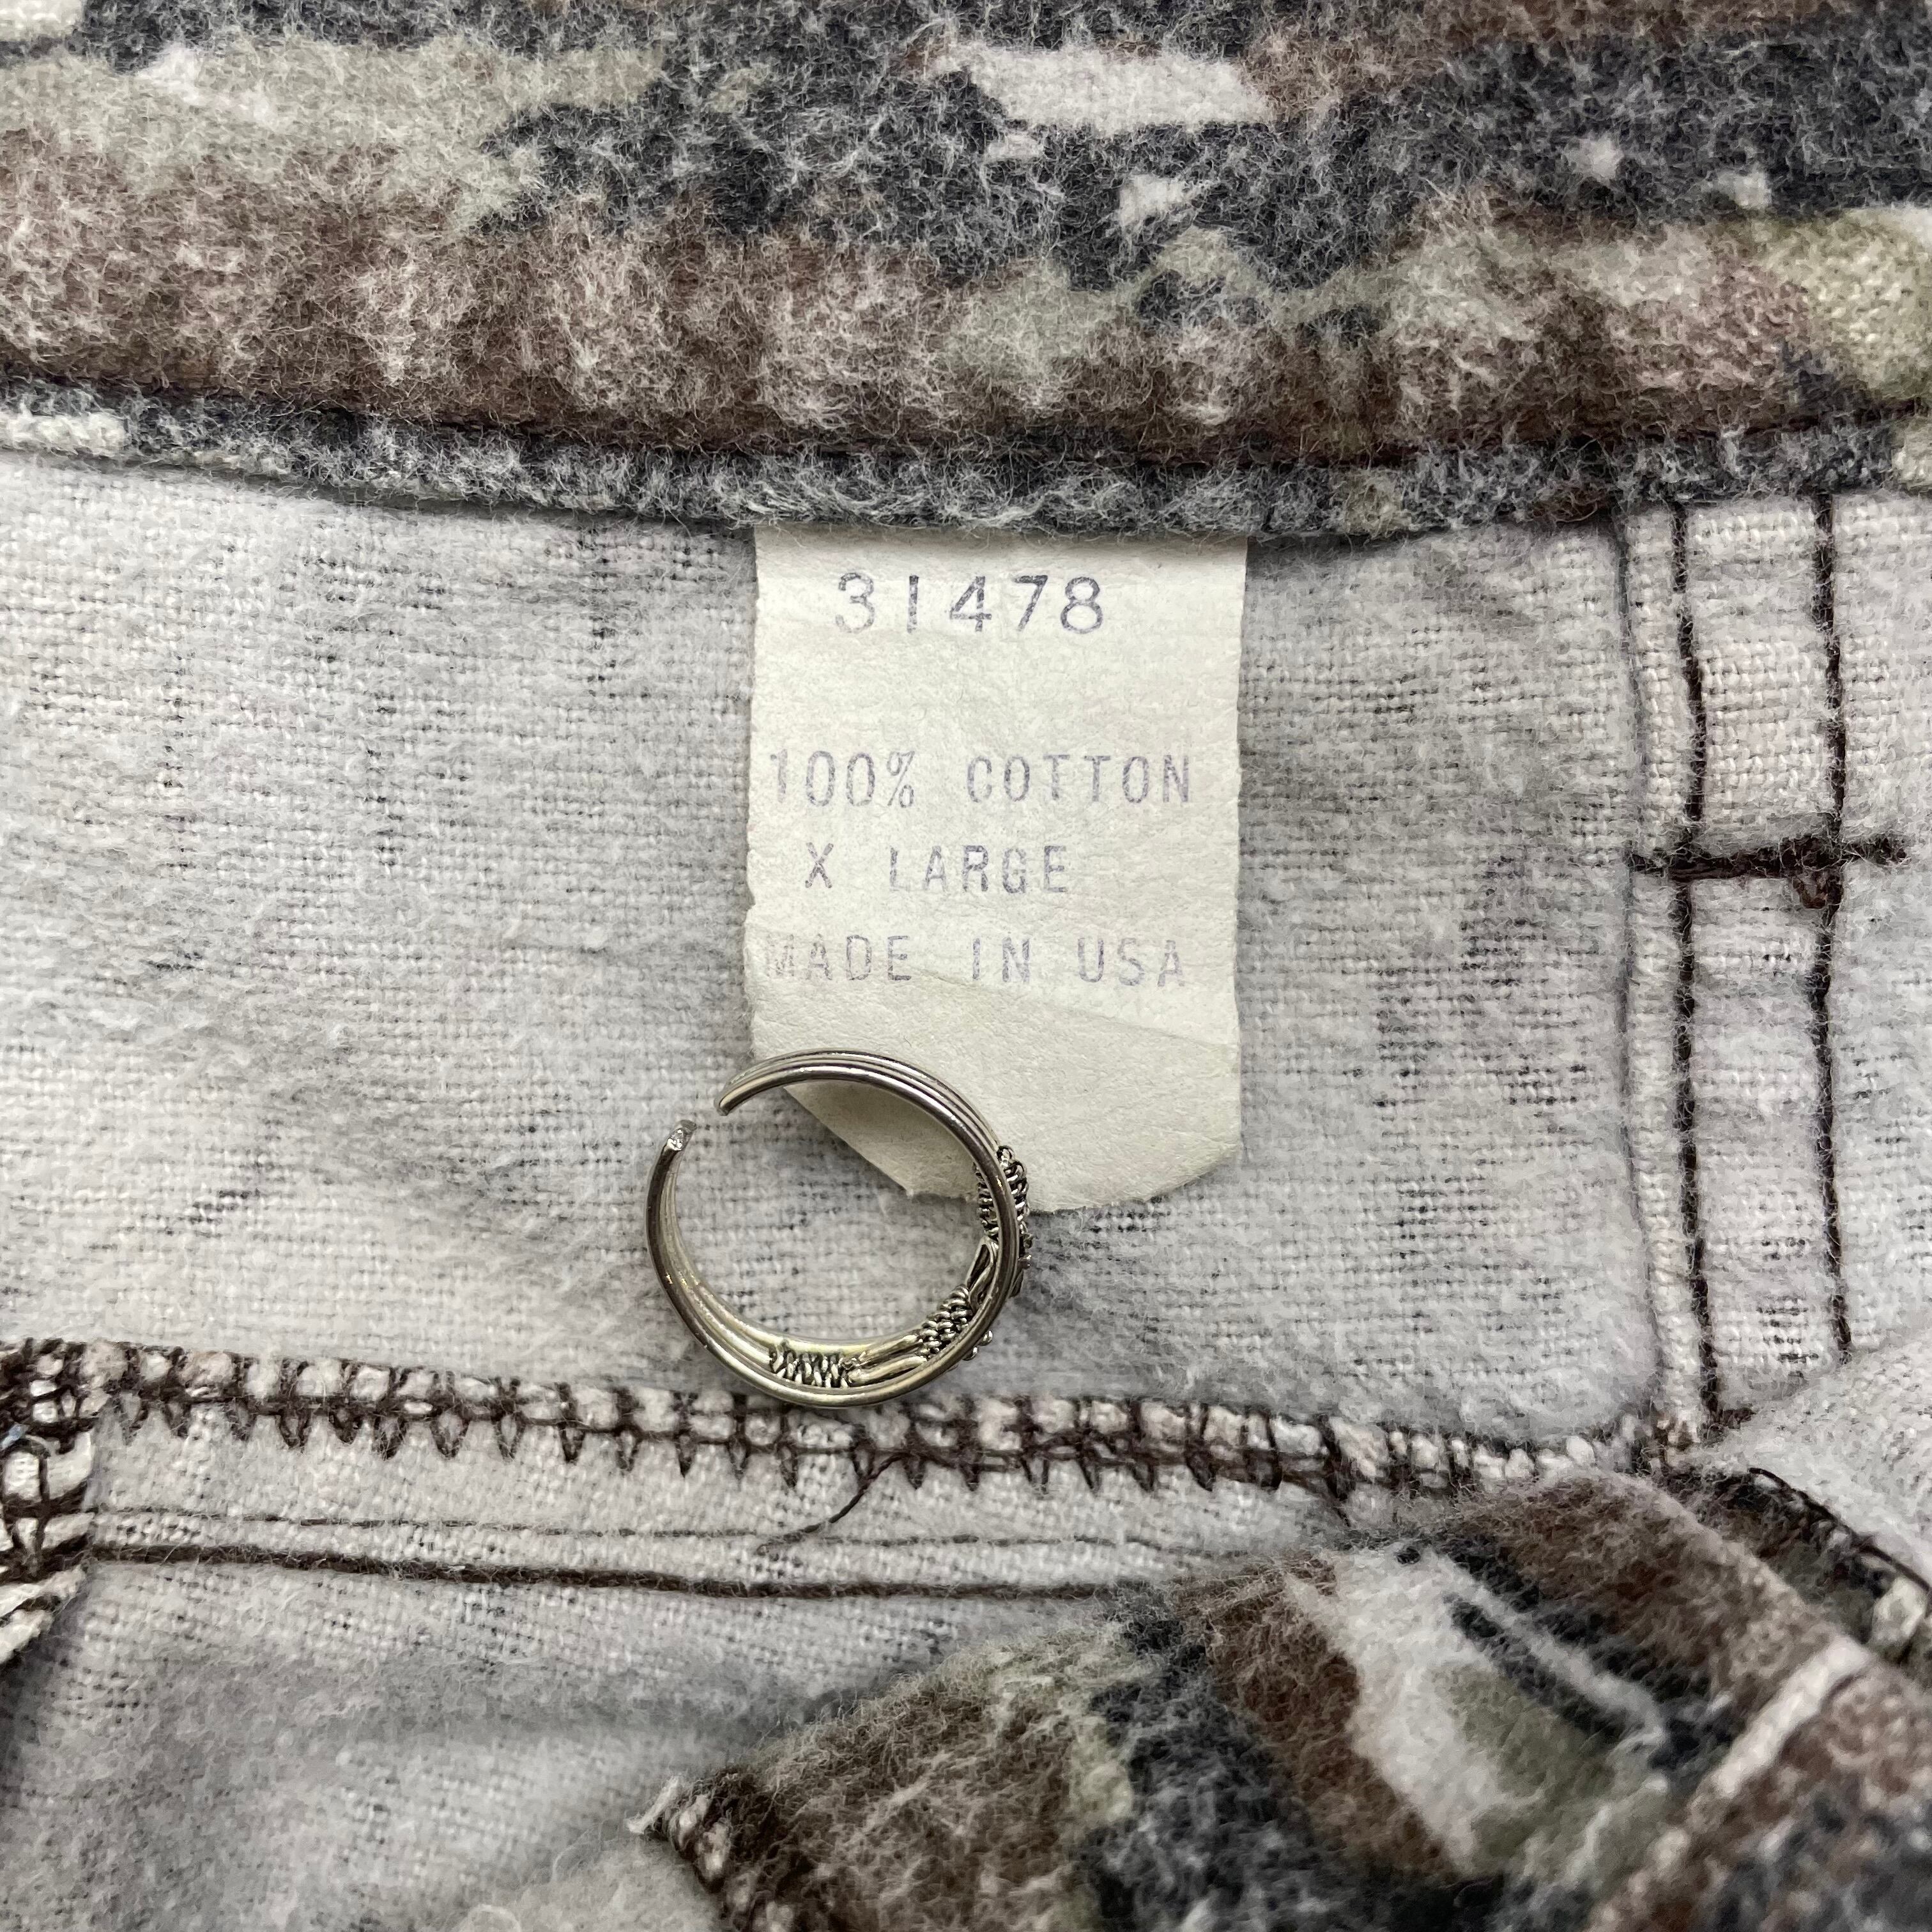 31478
100% COTTON
X LARGE
MADE IN USA